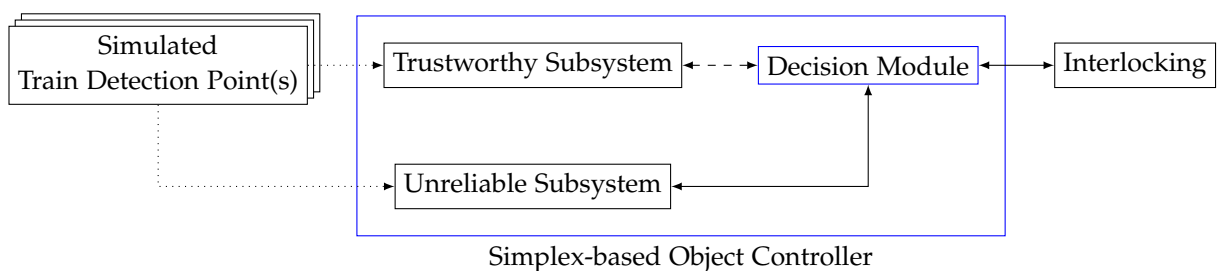 Simulated
Train Detection Point(s)
Trustworthy Subsystem
Decision Module
Interlocking
Unreliable Subsystem
Simplex-based Object Controller